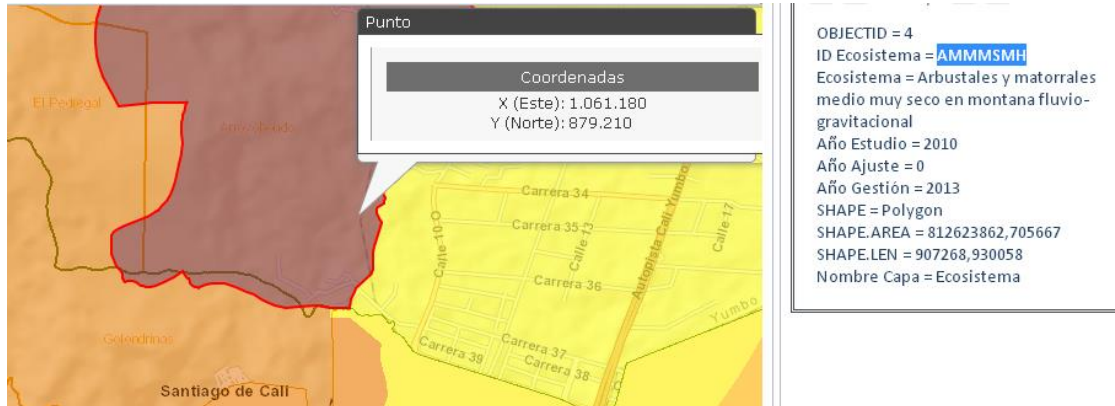 Punto
Coordenadas
X (Este): 1.061.180
Y (Norte): 879.210
El Pedregal
Arroyohondo
Carrera 34
Carrera 35
Calle 10 O
Calle 13
Autopista Cali Yumbo
Calle 17
Carrera 36
Yumbo
Golondrinas
Carrera 39
Carrera 37
Carrera 38
Santiago de Cali
OBJECTID = 4
ID Ecosistema = AMMMSMH
Ecosistema = Arbustales y matorrales
medio muy seco en montana fluvio-
gravitacional
Año Estudio = 2010
Año Ajuste = 0
Año Gestión = 2013
SHAPE = Polygon
SHAPE.AREA = 812623862,705667
SHAPE.LEN = 907268,930058
Nombre Capa = Ecosistema